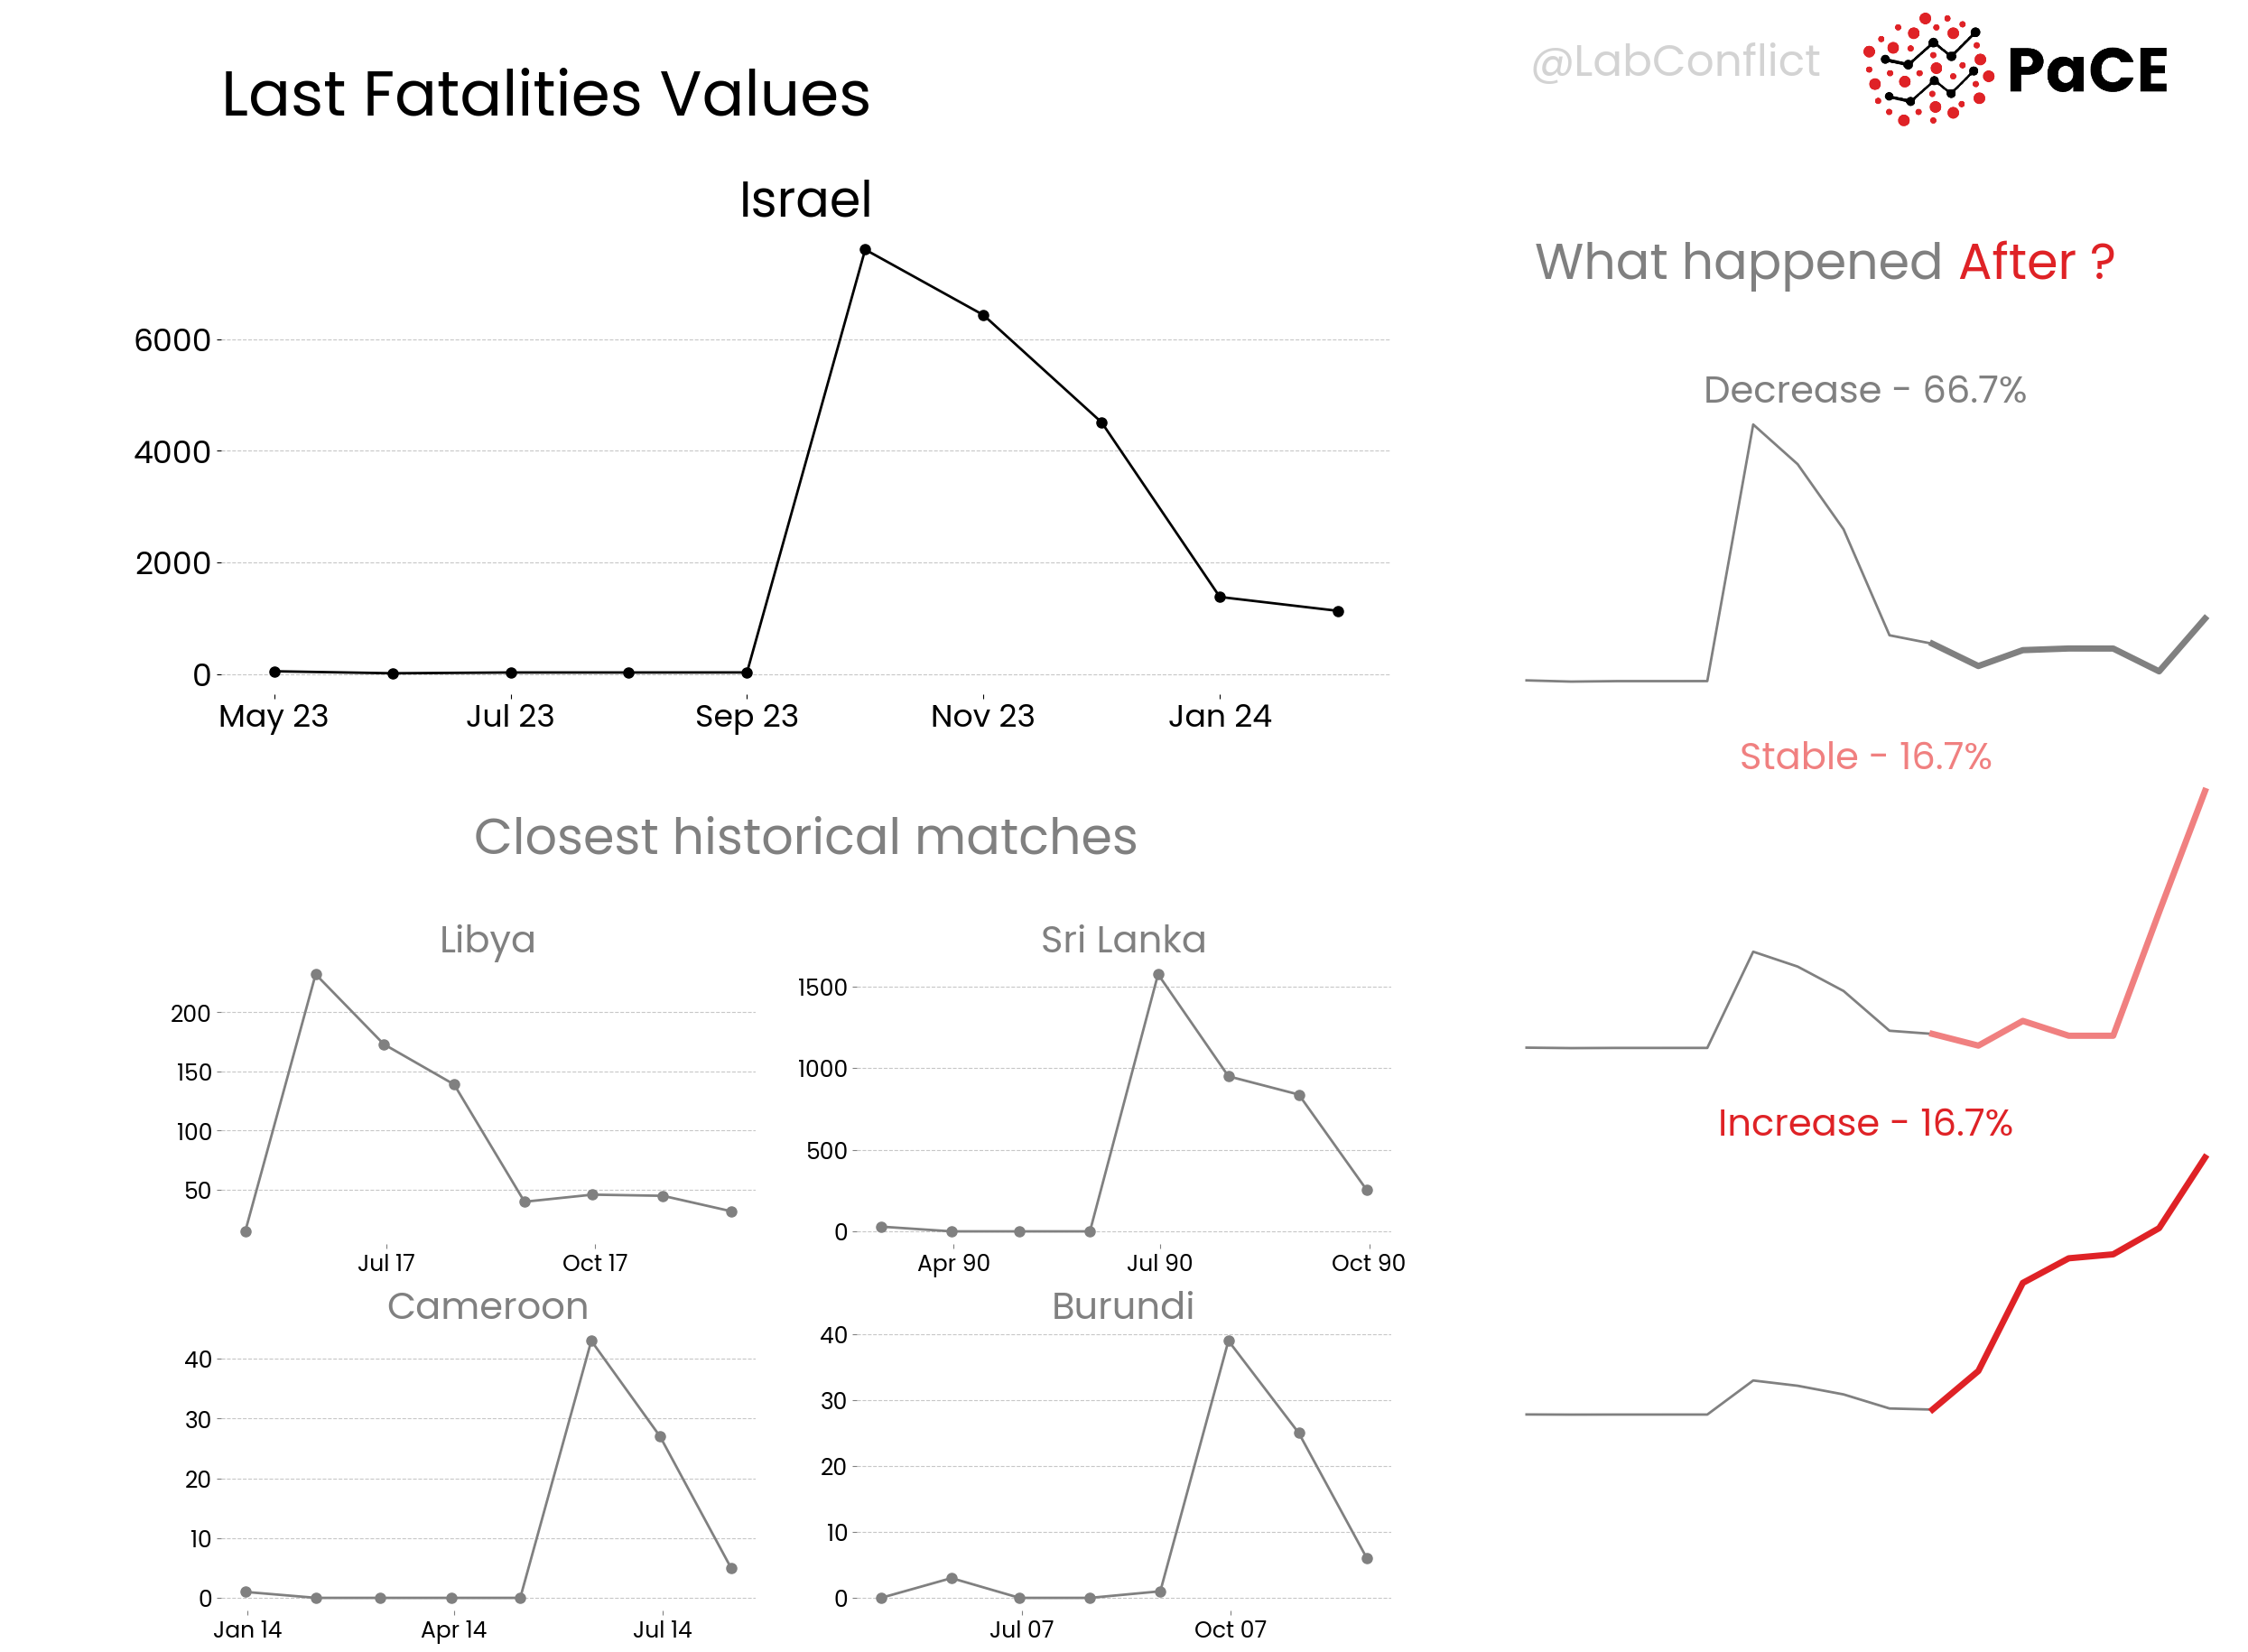 @LabConflict
PaCE
Last Fatalities Values
Israel
6000
4000
2000
0
May 23 Jul 23 Sep 23 Nov 23 Jan 24
What happened After ?
Decrease - 66.7%
Stable - 16.7%
Increase - 16.7%
Closest historical matches
Libya
200
150
100
50
Jul 17 Oct 17
Sri Lanka
1500
1000
500
0
Apr 90 Jul 90 Oct 90
Cameroon
40
30
20
10
0
Jan 14 Apr 14 Jul 14
Burundi
40
30
20
10
0
Jul 07 Oct 07